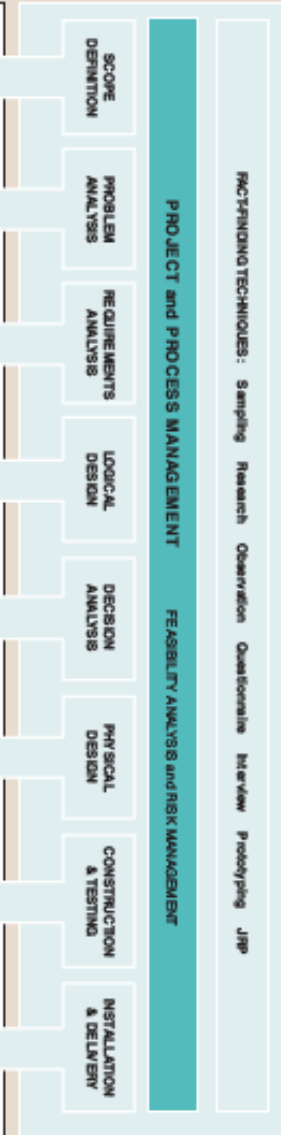 FACT-FINDING TECHNIQUES: Sampling Research Observation Questionnaire Interview Prototyping JRP
PROJECT and PROCESS MANAGEMENT FEASIBILITY ANALYSIS and RISK MANAGEMENT
SCOPE
DEFINITION
PROBLEM
ANALYSIS
REQUIREMENTS
ANALYSIS
LOGICAL
DESIGN
DECISION
ANALYSIS
PHYSICAL
DESIGN
CONSTRUCTION
& TESTING
INSTALLATION
& DELIVERY